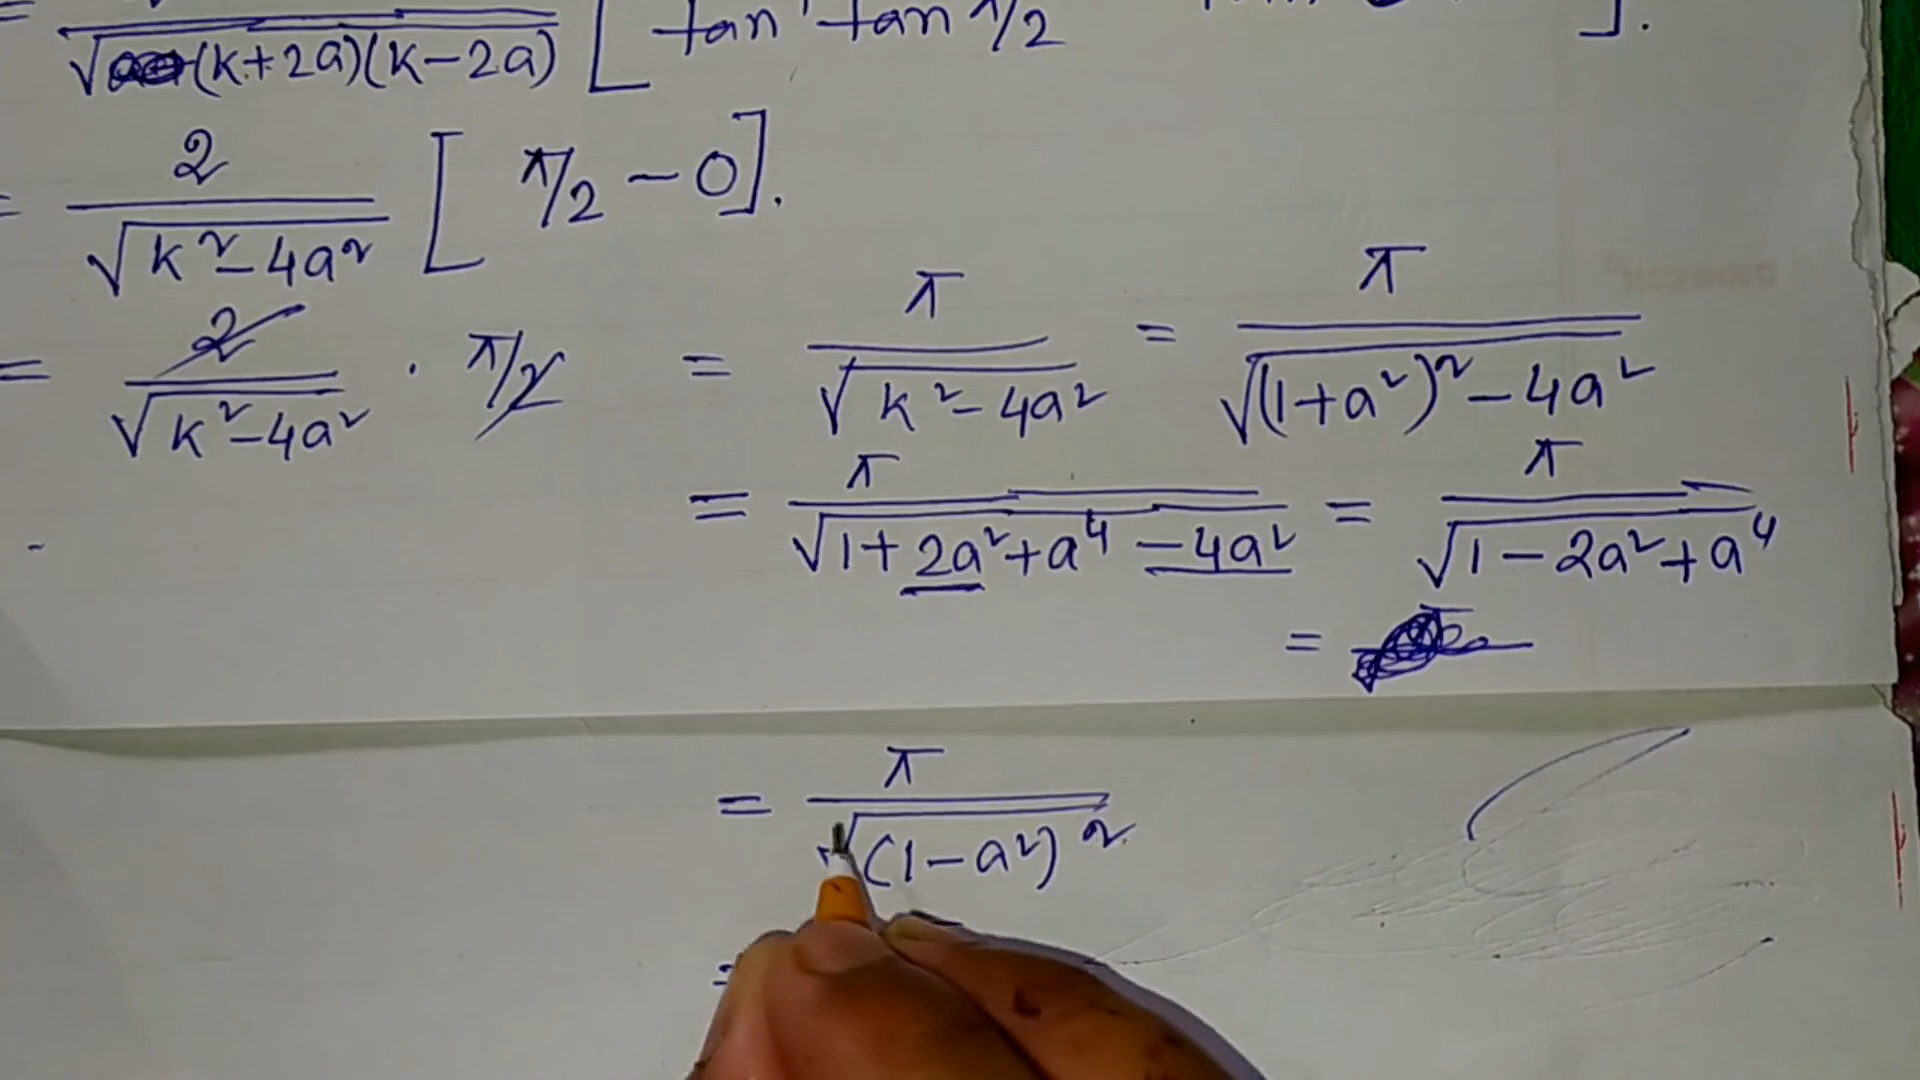 = / √(k+2a)(k-2a) [ tan⁻¹ tan π/2 ].
= 2/√(k²-4a²) [ π/2 - 0 ].
= 2/√(k²-4a²) · π/2 = π/√(k²-4a²) = π/√((1+a²)²-4a²)
= π/√(1+2a²+a⁴-4a²) = π/√(1-2a²+a⁴)
=
= π/√((1-a²)²)
=